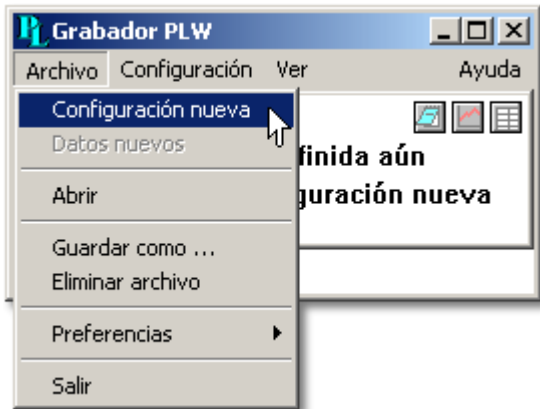 Grabador PLW
Archivo Configuración Ver Ayuda
Configuración nueva
Datos nuevos
finida aún
Abrir
guración nueva
Guardar como ...
Eliminar archivo
Preferencias
Salir